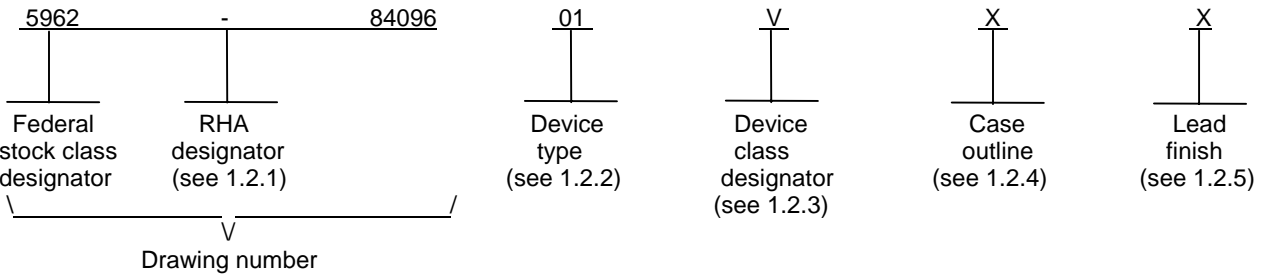 5962 - 84096 01 V X X
Federal stock class designator
RHA designator (see 1.2.1)
Device type (see 1.2.2)
Device class designator (see 1.2.3)
Case outline (see 1.2.4)
Lead finish (see 1.2.5)
\ /
\/
Drawing number